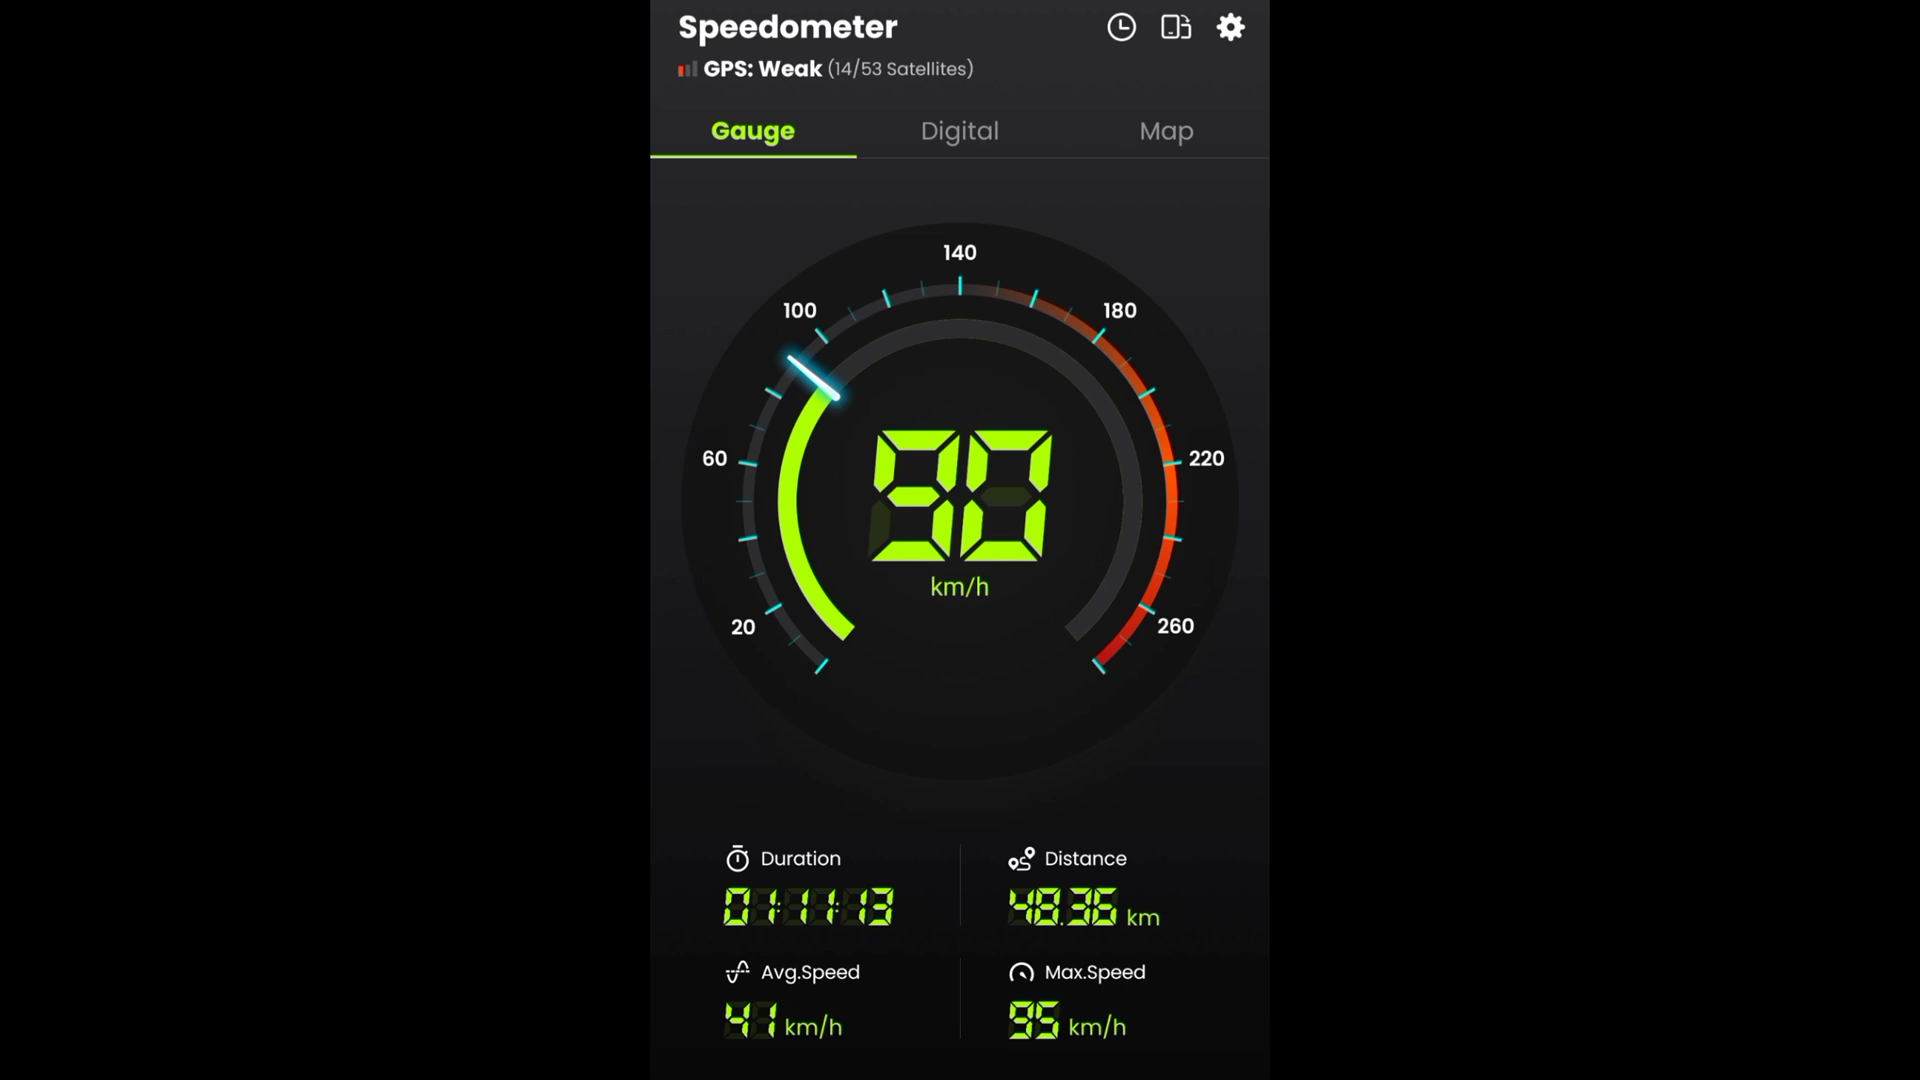 Speedometer
GPS: Weak (14/53 Satellites)
Gauge Digital Map
140
100 180
60 220
20 260
90
km/h
Duration Distance
01:11:13 48.36 km
Avg.Speed Max.Speed
41 km/h 95 km/h